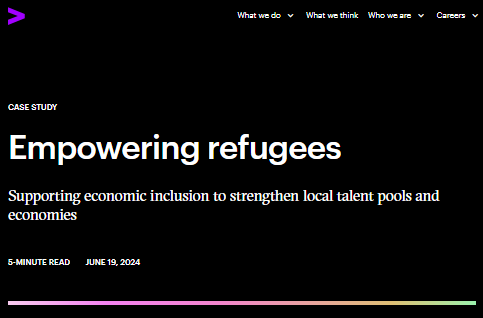 What we do What we think Who we are Careers
CASE STUDY
Empowering refugees
Supporting economic inclusion to strengthen local talent pools and
economies
5-MINUTE READ JUNE 19, 2024